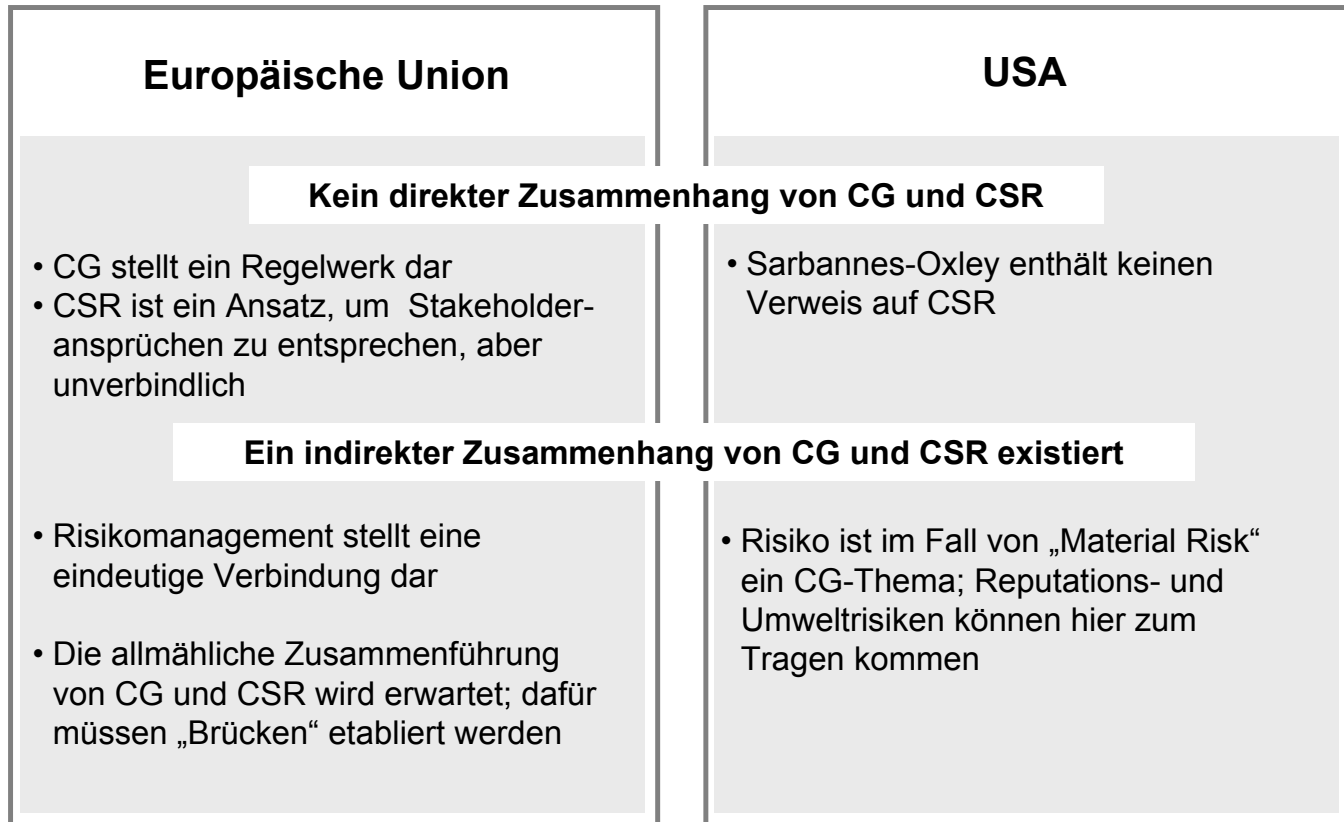 Europäische Union
USA
Kein direkter Zusammenhang von CG und CSR
• CG stellt ein Regelwerk dar
• CSR ist ein Ansatz, um  Stakeholder-
ansprüchen zu entsprechen, aber
unverbindlich
• Sarbannes-Oxley enthält keinen
Verweis auf CSR
Ein indirekter Zusammenhang von CG und CSR existiert
• Risikomanagement stellt eine
eindeutige Verbindung dar
• Die allmähliche Zusammenführung
von CG und CSR wird erwartet; dafür
müssen „Brücken“ etabliert werden
• Risiko ist im Fall von „Material Risk“
ein CG-Thema; Reputations- und
Umweltrisiken können hier zum
Tragen kommen